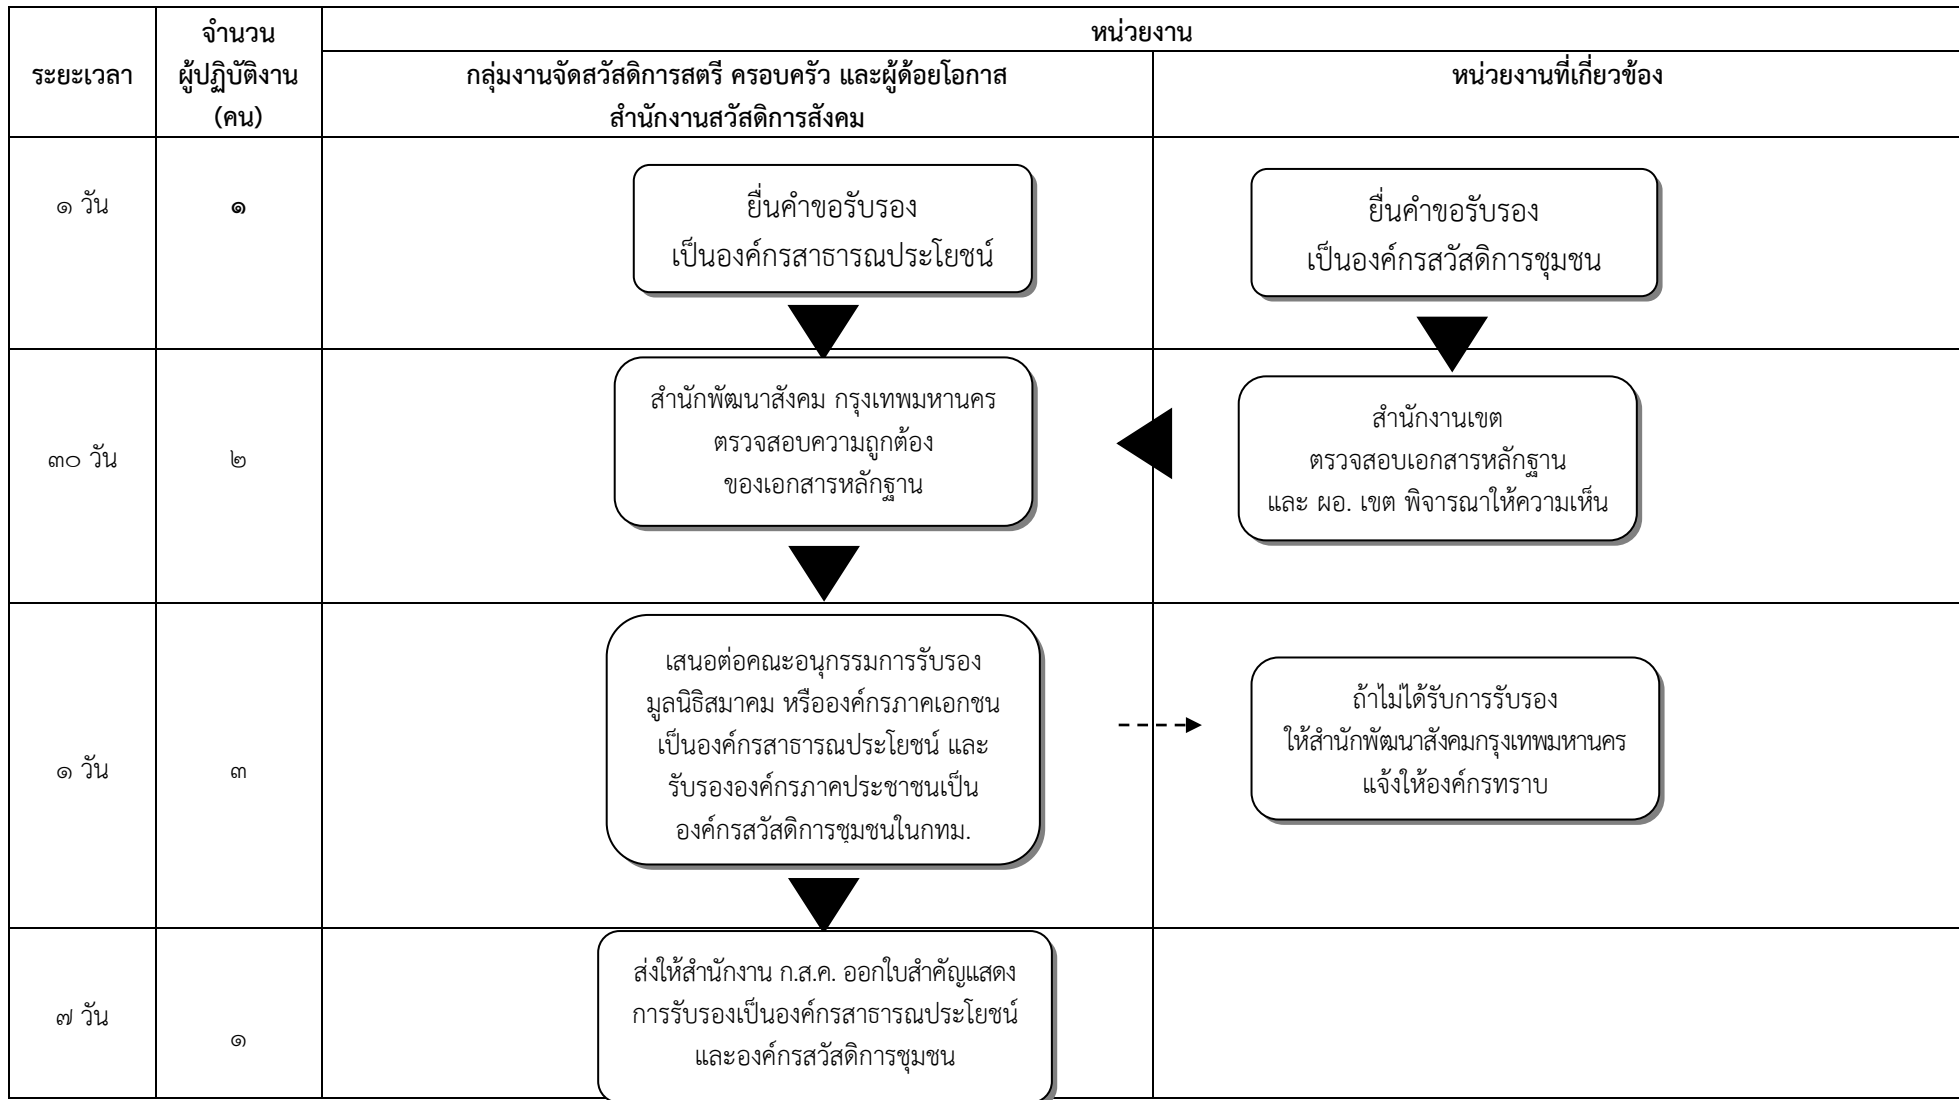 ระยะเวลา
จำนวน
ผู้ปฏิบัติงาน
(คน)
หน่วยงาน
กลุ่มงานจัดสวัสดิการสตรี ครอบครัว และผู้ด้อยโอกาส
สำนักงานสวัสดิการสังคม
หน่วยงานที่เกี่ยวข้อง
๑ วัน
๑
ยื่นคำขอรับรอง
เป็นองค์กรสาธารณประโยชน์
ยื่นคำขอรับรอง
เป็นองค์กรสวัสดิการชุมชน
๓๐ วัน
๒
สำนักพัฒนาสังคม กรุงเทพมหานคร
ตรวจสอบความถูกต้อง
ของเอกสารหลักฐาน
สำนักงานเขต
ตรวจสอบเอกสารหลักฐาน
และ ผอ. เขต พิจารณาให้ความเห็น
๑ วัน
๓
เสนอต่อคณะอนุกรรมการรับรอง
มูลนิธิสมาคม หรือองค์กรภาคเอกชน
เป็นองค์กรสาธารณประโยชน์ และ
รับรององค์กรภาคประชาชนเป็น
องค์กรสวัสดิการชุมชนในกทม.
ถ้าไม่ได้รับการรับรอง
ให้สำนักพัฒนาสังคมกรุงเทพมหานคร
แจ้งให้องค์กรทราบ
๗ วัน
๑
ส่งให้สำนักงาน ก.ส.ค. ออกใบสำคัญแสดง
การรับรองเป็นองค์กรสาธารณประโยชน์
และองค์กรสวัสดิการชุมชน